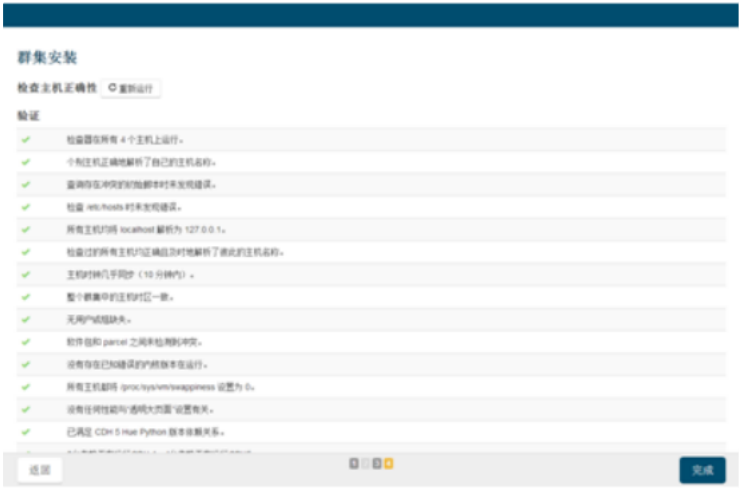 群集安装
检查主机正确性 重新运行
验证
检查器在所有 4 个主机上运行。
个别主机正确地解析了自己的主机名称。
查询存在冲突的初始脚本时未发现错误。
检查 /etc/hosts 时未发现错误。
所有主机均将 localhost 解析为 127.0.0.1。
检查过的所有主机均正确且及时地解析了彼此的主机名称。
主机时钟几乎同步（10 分钟内）。
整个群集中的主机时区一致。
无用户或组缺失。
软件包和 parcel 之间未检测到冲突。
没有存在已知错误的内核版本在运行。
所有主机都将 /proc/sys/vm/swappiness 设置为 0。
没有任何性能与“透明大页面”设置有关。
已满足 CDH 5 Hue Python 版本依赖关系。
返回
完成